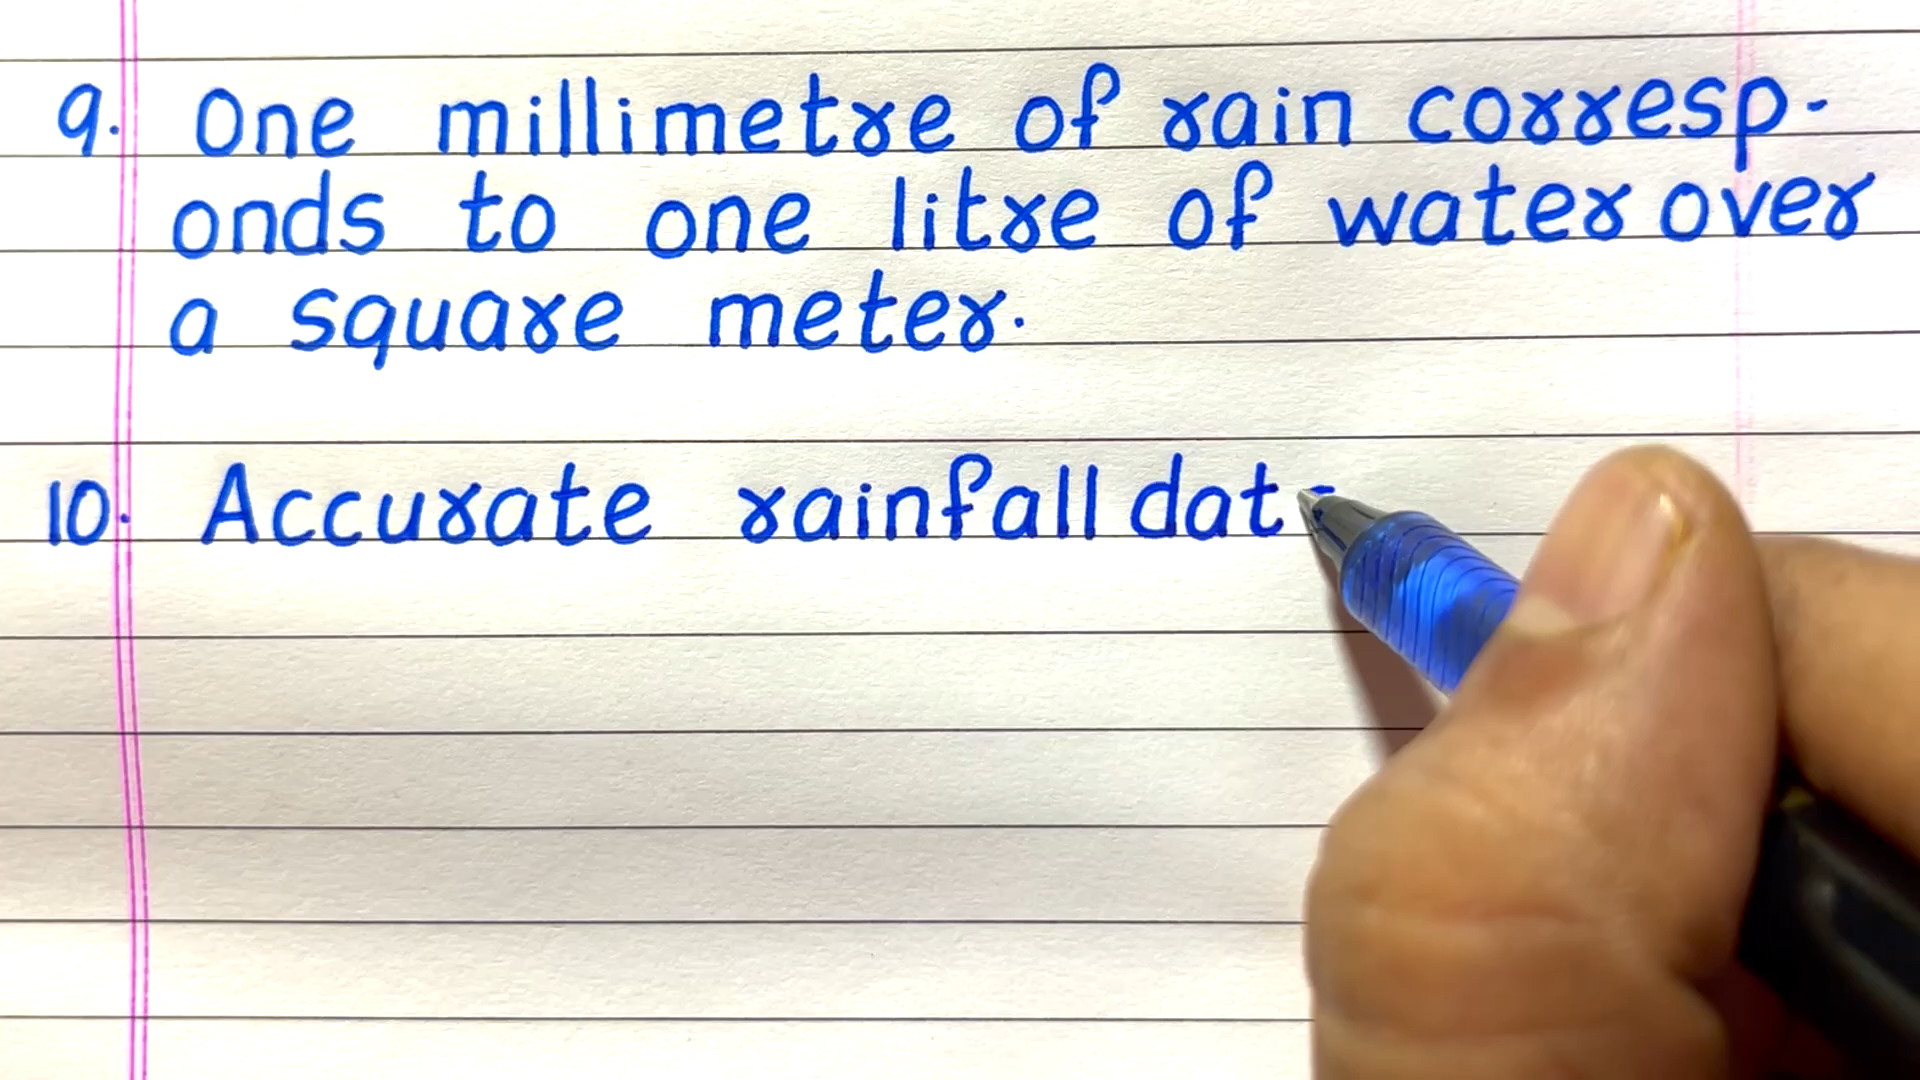 9. One millimetre of rain corresp-
onds to one litre of water over
a square meter.
10. Accurate rainfall dat